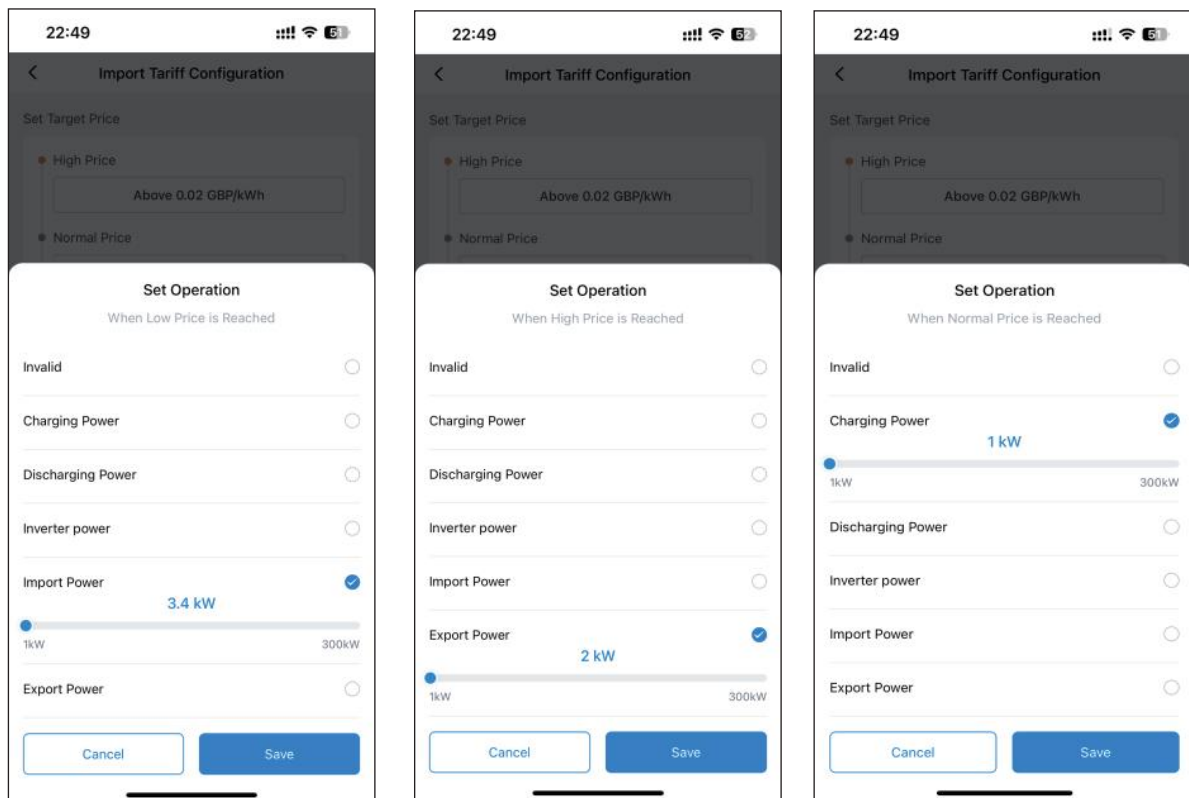 22:49
51
Import Tariff Configuration
Set Target Price
High Price
Above 0.02 GBP/kWh
Normal Price
Set Operation
When Low Price is Reached
Invalid
Charging Power
Discharging Power
Inverter power
Import Power
3.4 kW
1kW
300kW
Export Power
Cancel
Save
22:49
52
Import Tariff Configuration
Set Target Price
High Price
Above 0.02 GBP/kWh
Normal Price
Set Operation
When High Price is Reached
Invalid
Charging Power
Discharging Power
Inverter power
Import Power
Export Power
2 kW
1kW
300kW
Cancel
Save
22:49
51
Import Tariff Configuration
Set Target Price
High Price
Above 0.02 GBP/kWh
Normal Price
Set Operation
When Normal Price is Reached
Invalid
Charging Power
1 kW
1kW
300kW
Discharging Power
Inverter power
Import Power
Export Power
Cancel
Save